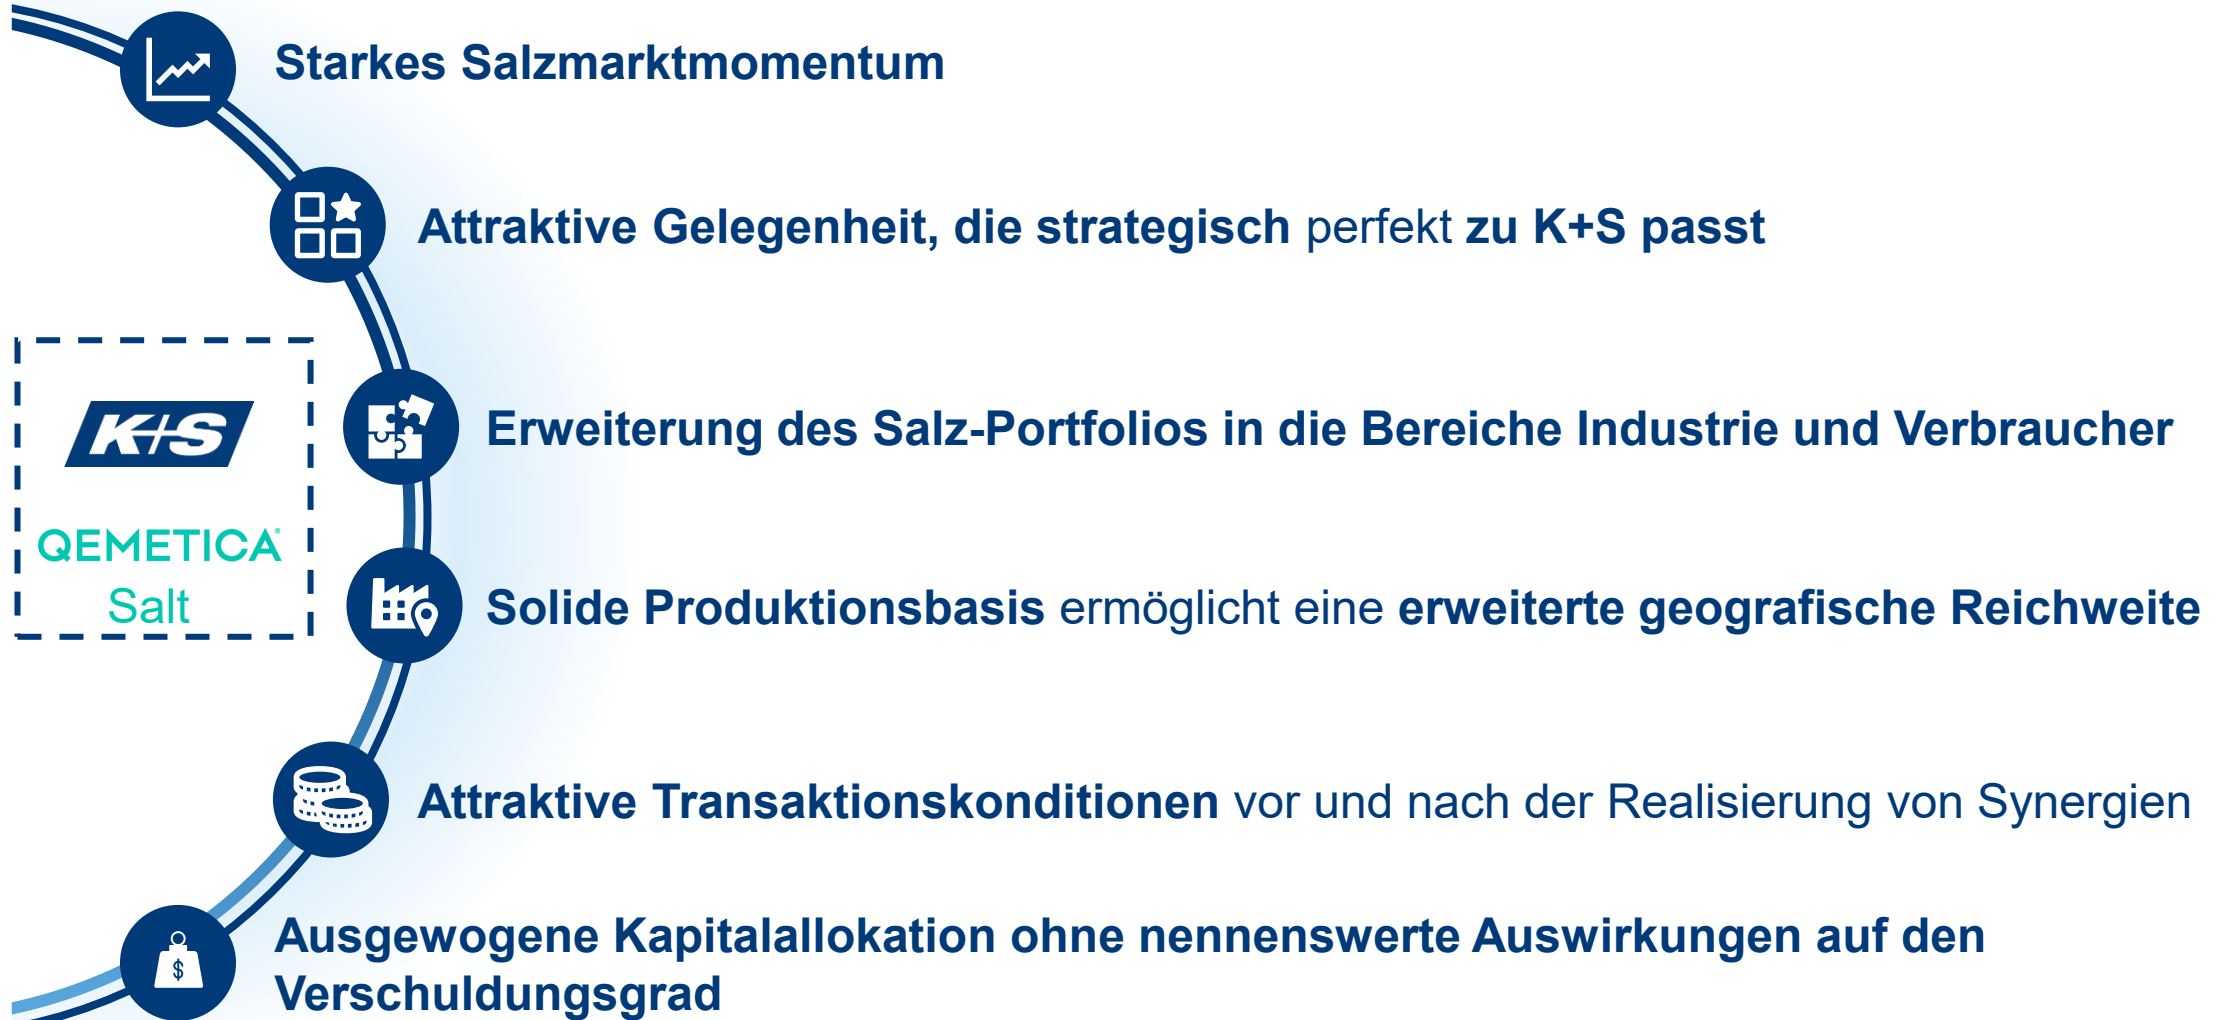 Starkes Salzmarktmomentum
Attraktive Gelegenheit, die strategisch perfekt zu K+S passt
K+S
Erweiterung des Salz-Portfolios in die Bereiche Industrie und Verbraucher
QEMETICA®
Salt
Solide Produktionsbasis ermöglicht eine erweiterte geografische Reichweite
Attraktive Transaktionskonditionen vor und nach der Realisierung von Synergien
$
Ausgewogene Kapitalallokation ohne nennenswerte Auswirkungen auf den
Verschuldungsgrad